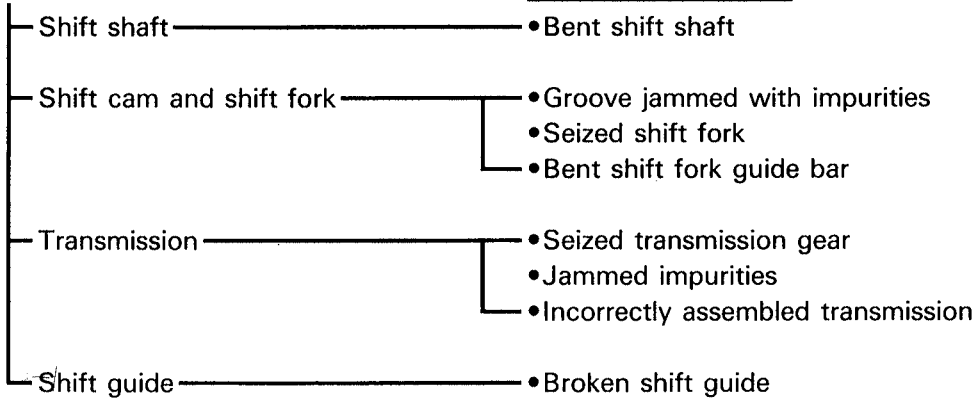 Shift shaft •Bent shift shaft
Shift cam and shift fork •Groove jammed with impurities
•Seized shift fork
•Bent shift fork guide bar
Transmission •Seized transmission gear
•Jammed impurities
•Incorrectly assembled transmission
Shift guide •Broken shift guide